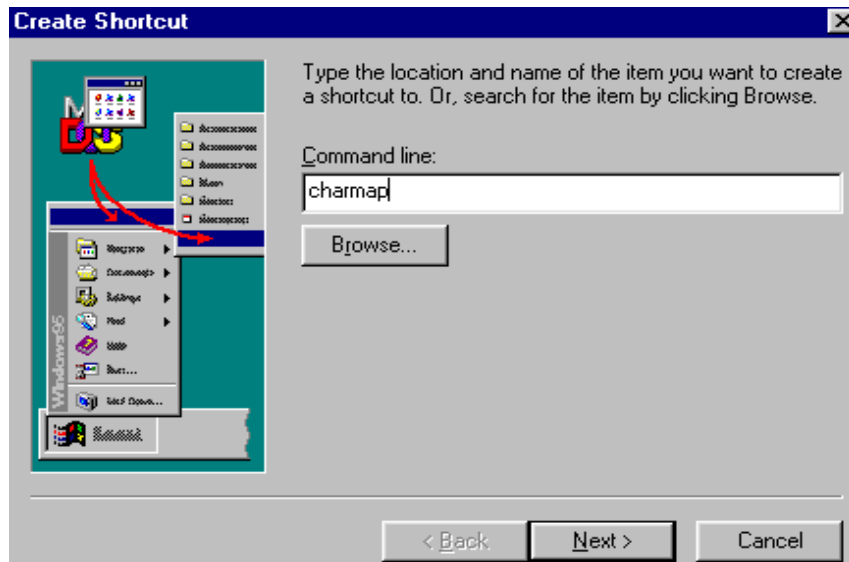 Create Shortcut
Type the location and name of the item you want to create
a shortcut to. Or, search for the item by clicking Browse.
Command line:
charmap
Browse...
Windows95
< Back
Next >
Cancel